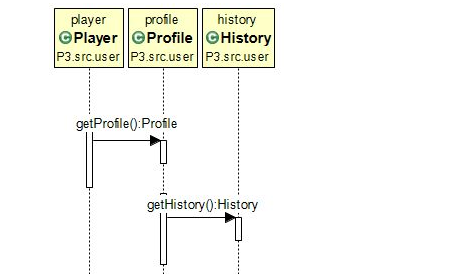 player
profile
history
C Player
C Profile
C History
P3.src.user
P3.src.user
P3.src.user
getProfile():Profile
getHistory():History